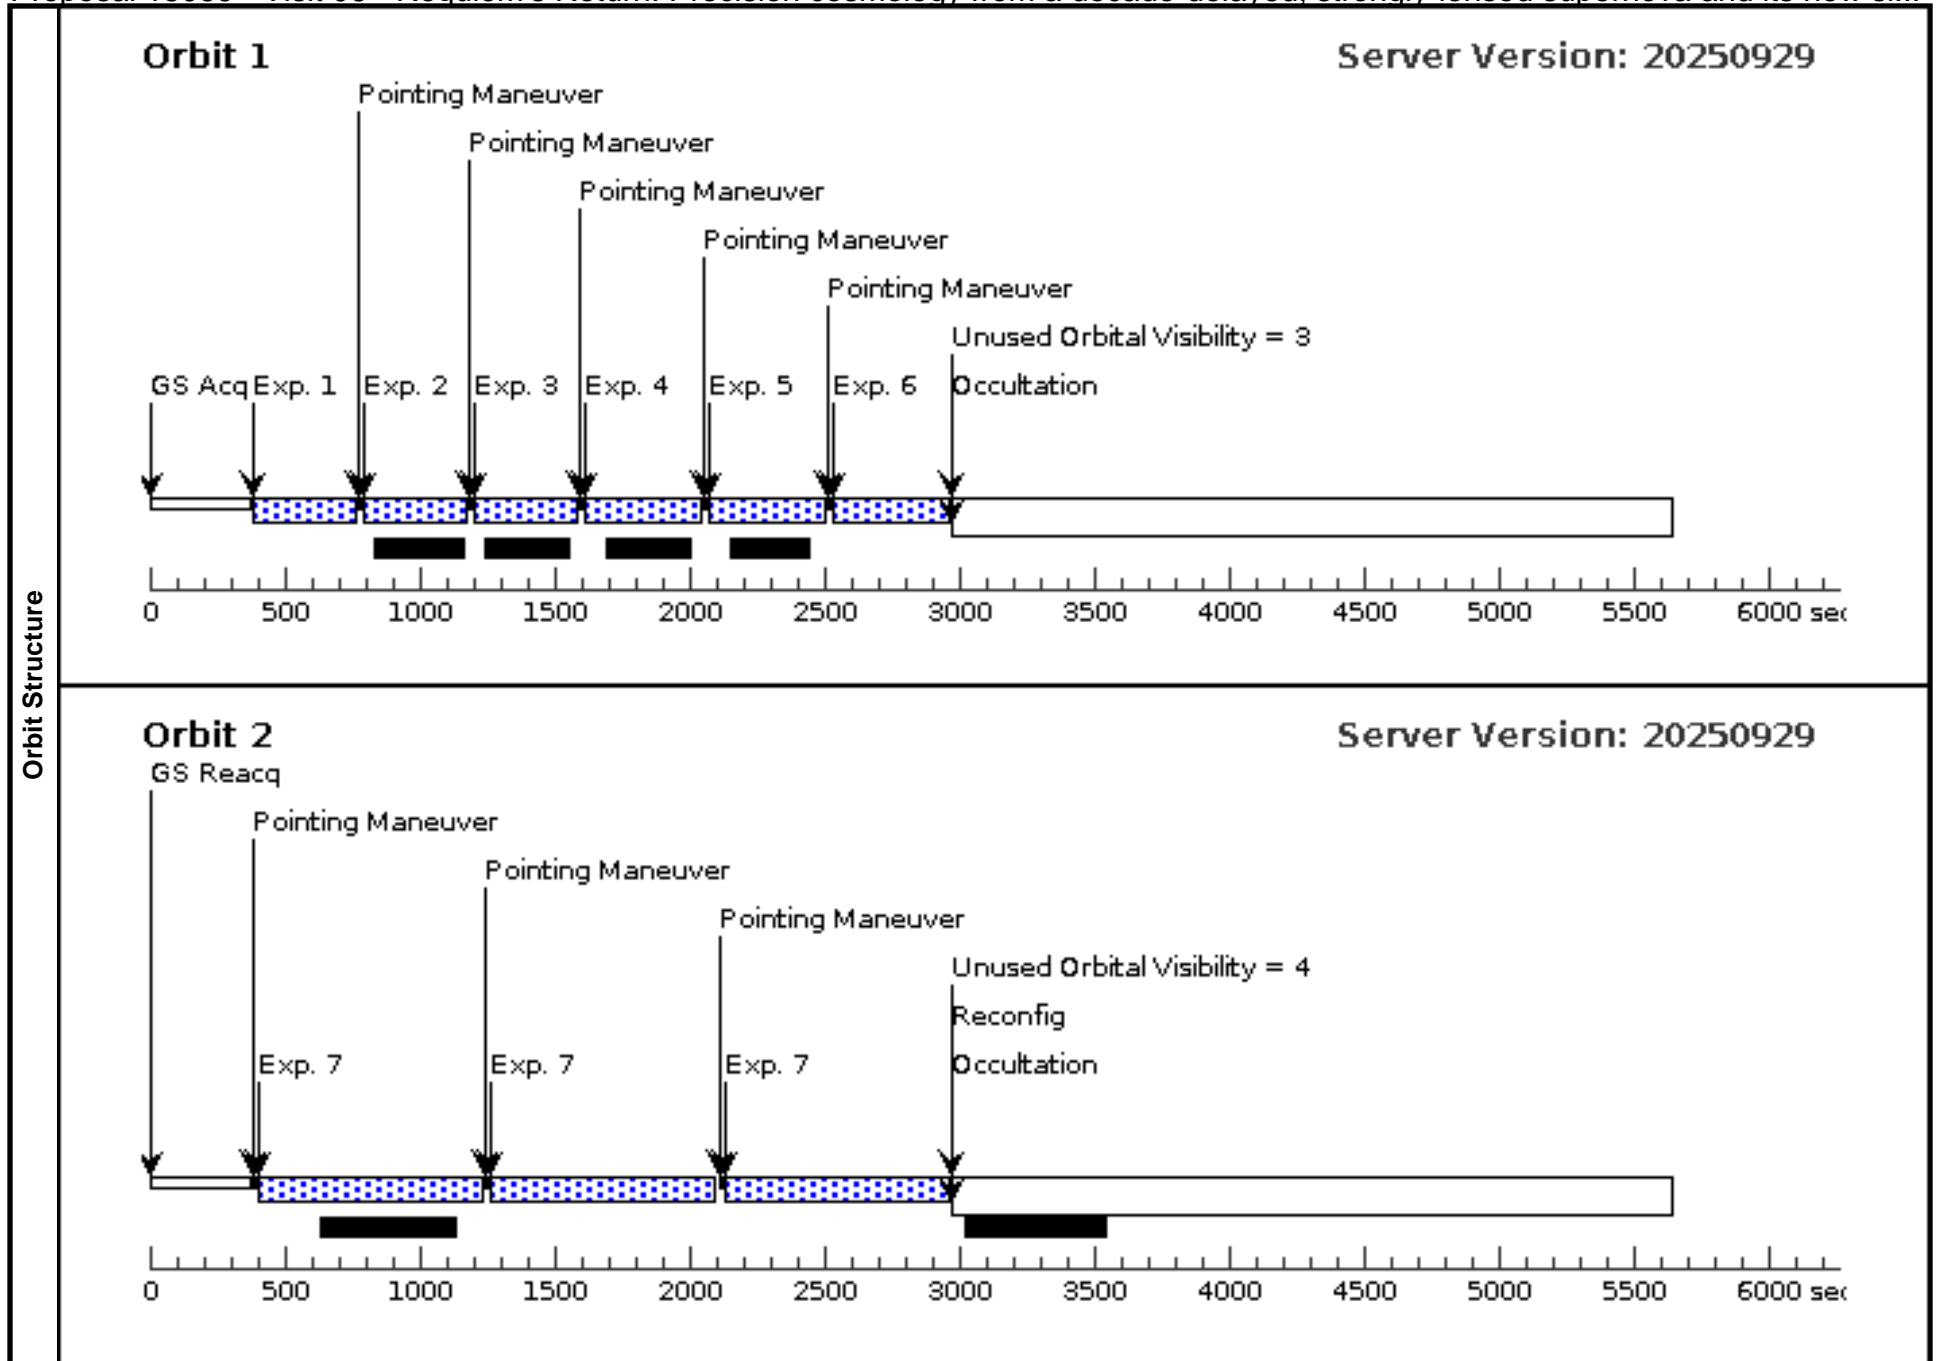 Orbit Structure
Orbit 1
Server Version: 20250929
Pointing Maneuver
Pointing Maneuver
Pointing Maneuver
Pointing Maneuver
Pointing Maneuver
Unused Orbital Visibility = 3
GS Acq Exp. 1 Exp. 2 Exp. 3 Exp. 4 Exp. 5 Exp. 6 Occultation
0 500 1000 1500 2000 2500 3000 3500 4000 4500 5000 5500 6000 sec
Orbit 2
Server Version: 20250929
GS Reacq
Pointing Maneuver
Pointing Maneuver
Pointing Maneuver
Unused Orbital Visibility = 4
Reconfig
Exp. 7 Exp. 7 Exp. 7 Occultation
0 500 1000 1500 2000 2500 3000 3500 4000 4500 5000 5500 6000 sec